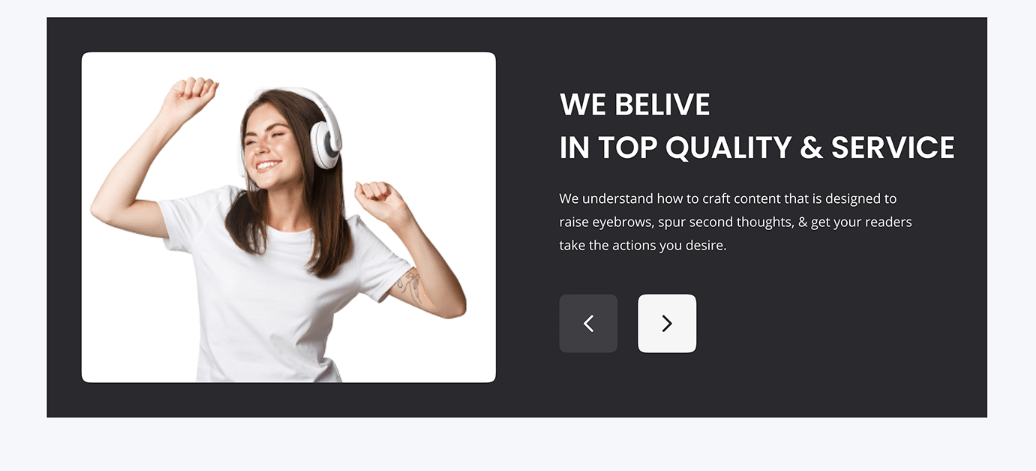 WE BELIVE
IN TOP QUALITY & SERVICE
We understand how to craft content that is designed to
raise eyebrows, spur second thoughts, & get your readers
take the actions you desire.